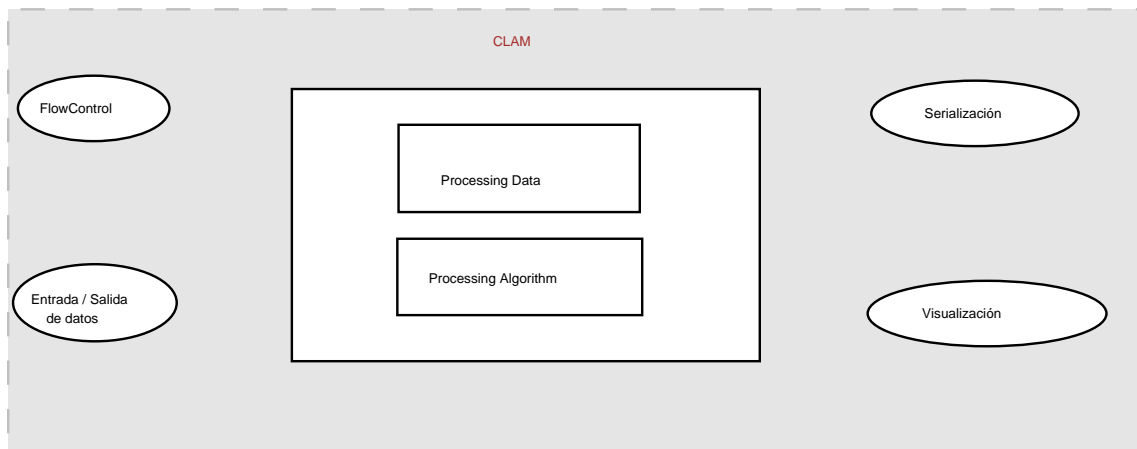 CLAM
FlowControl
Serialización
Processing Data
Processing Algorithm
Entrada / Salida
de datos
Visualización